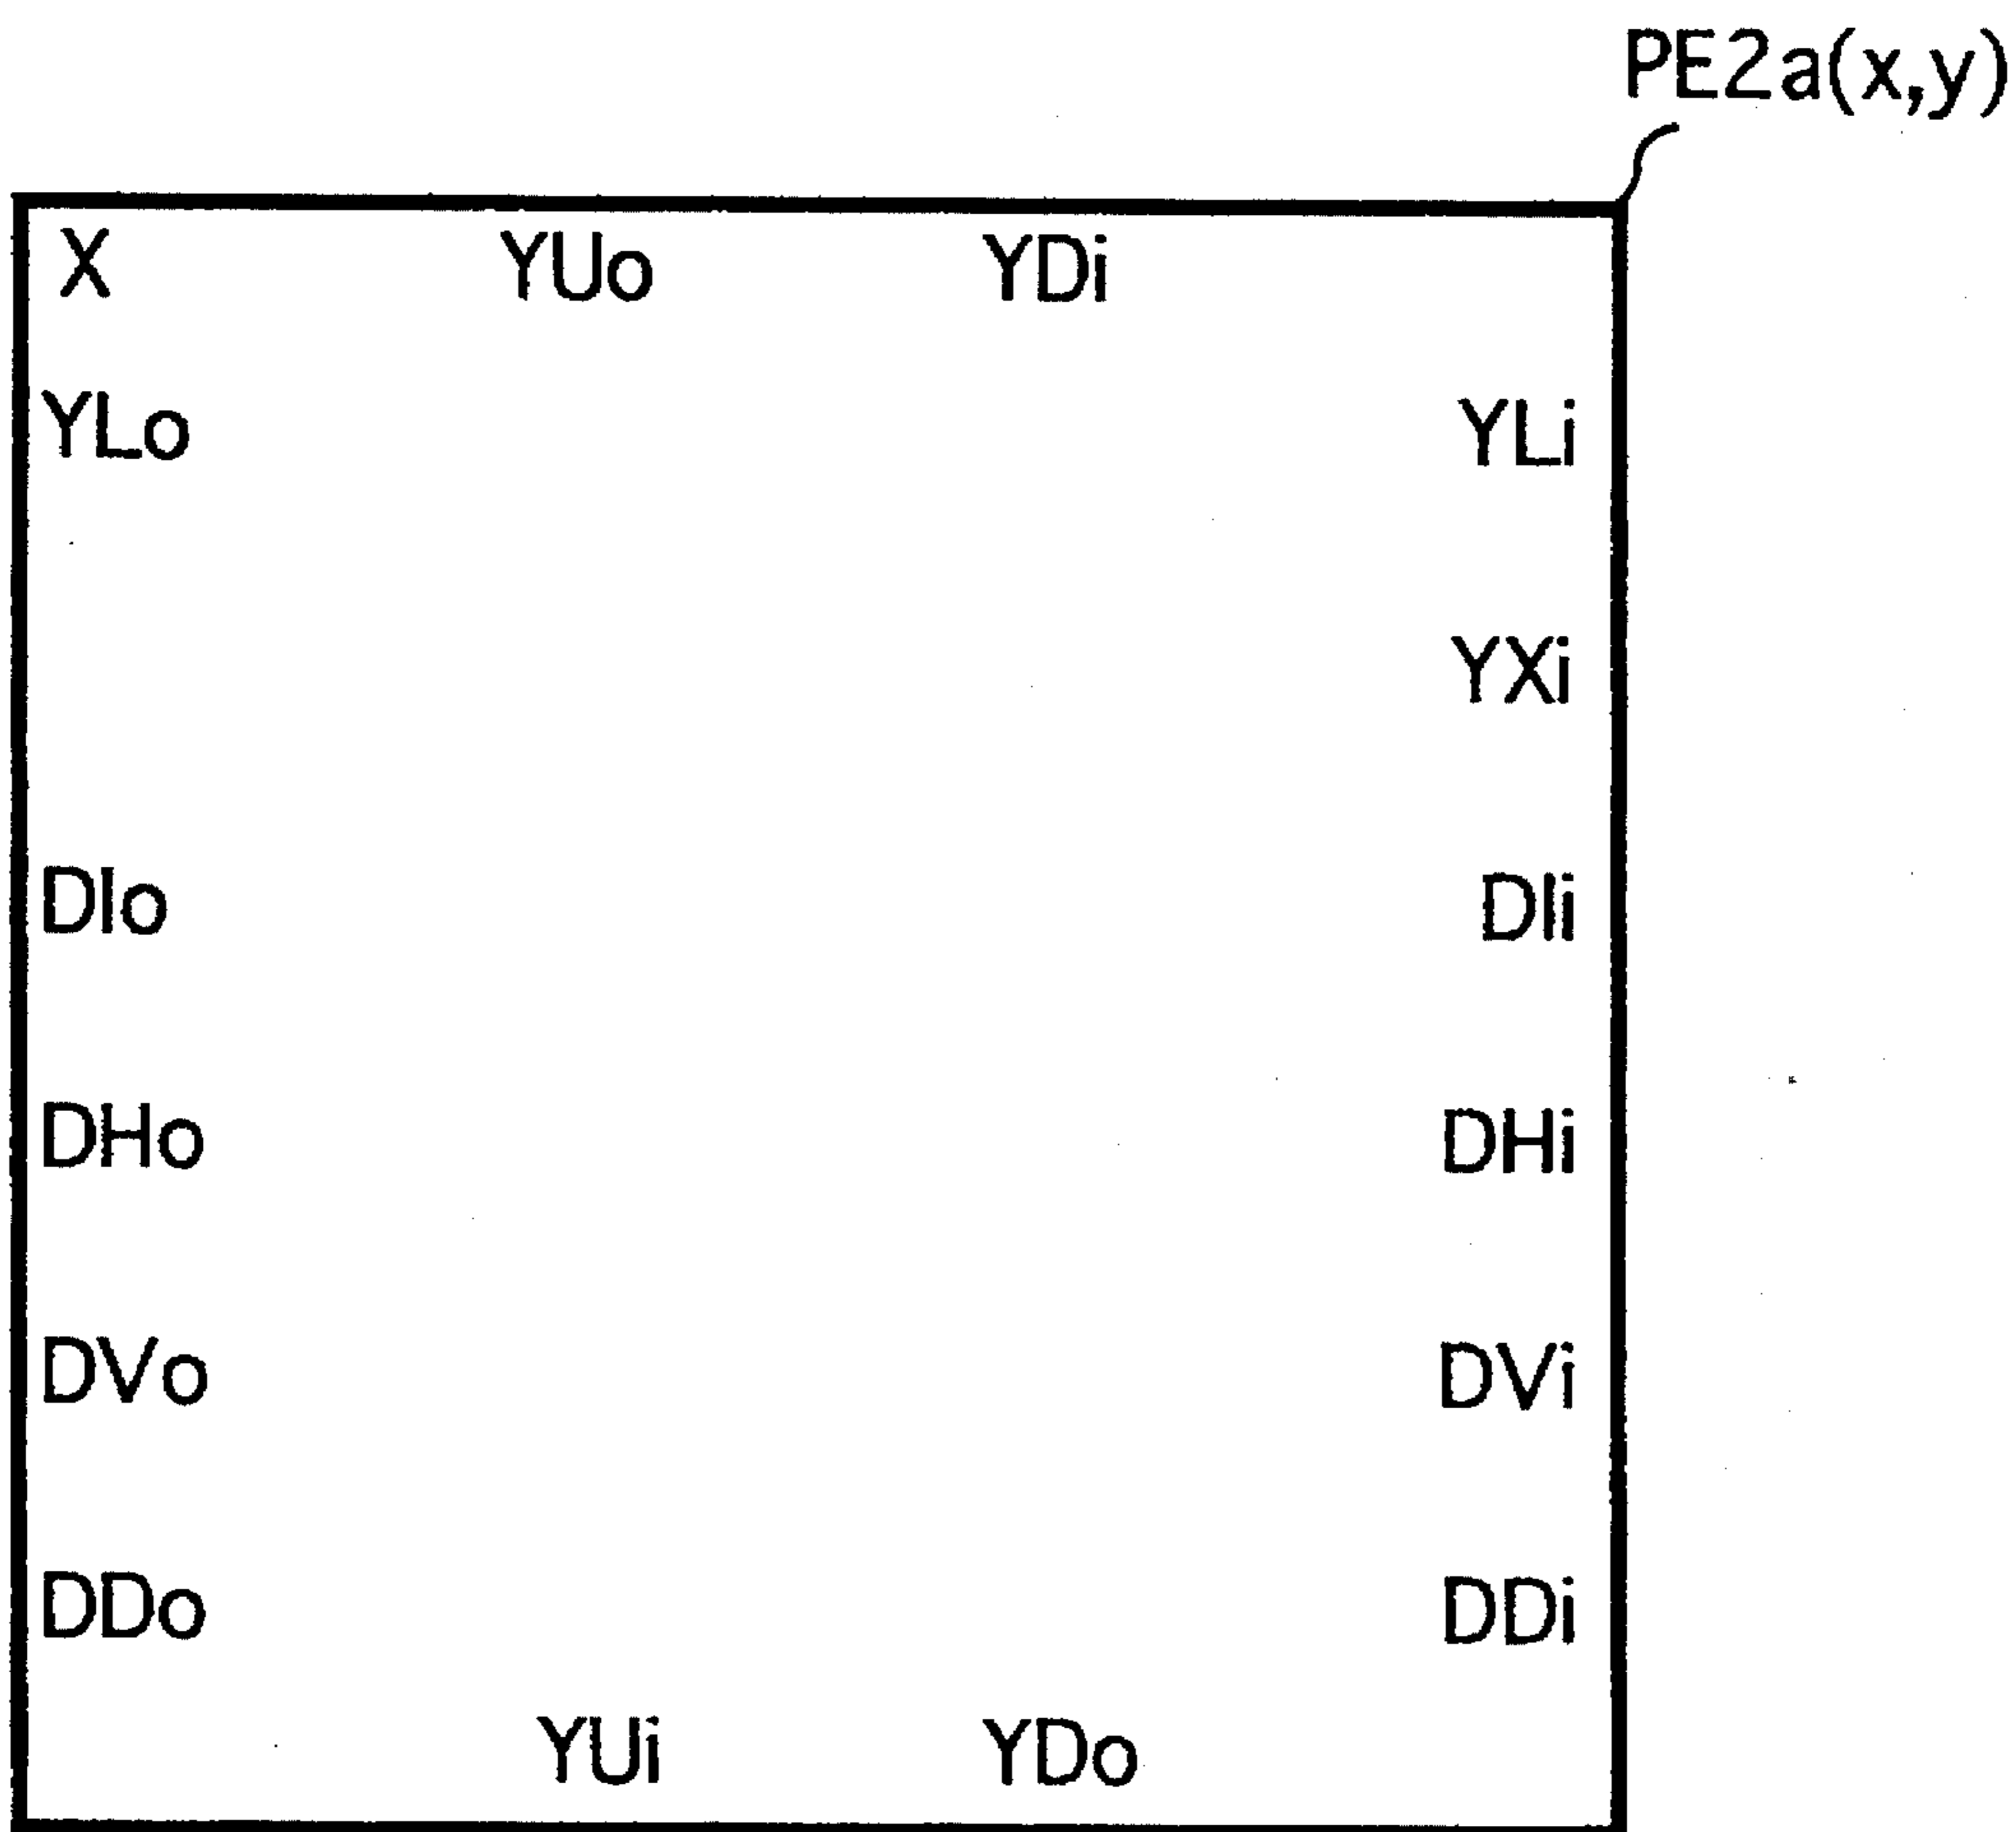 PE2a(x,y)
X YUo YDi
YLo YLi
YXi
DIo DIi
DHo DHi
DVo DVi
DDo DDi
YUi YDo